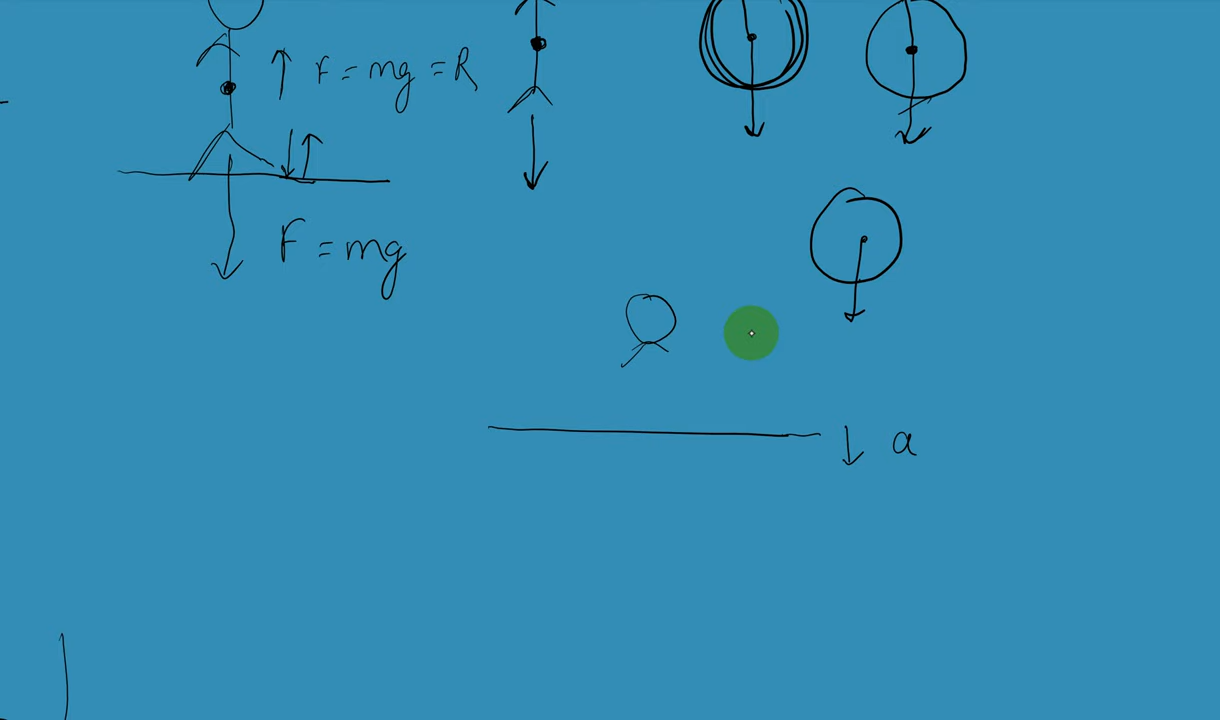 F = mg = R
F = mg
a